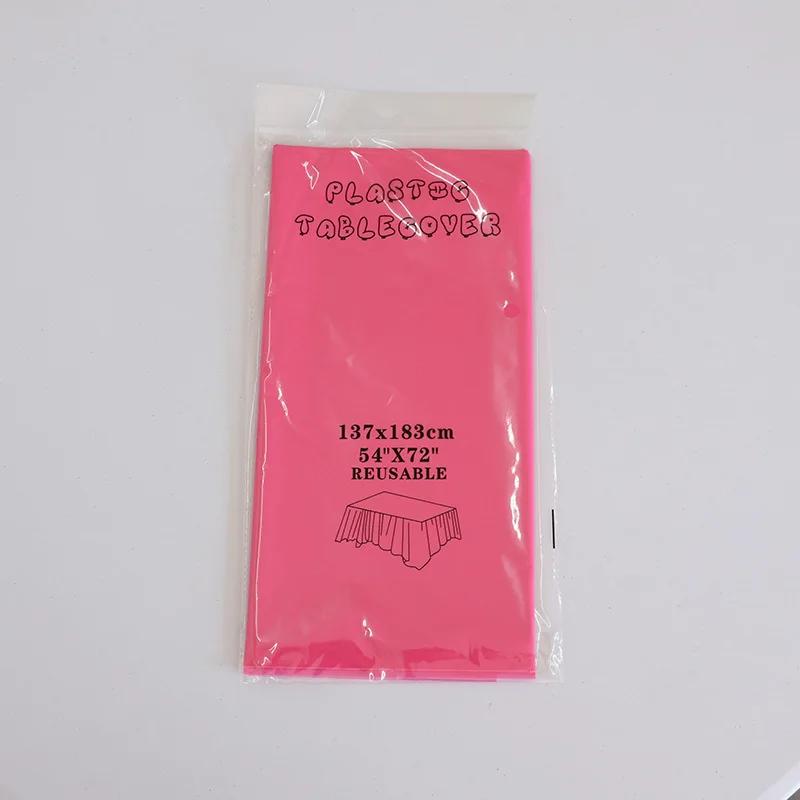 PLASTIC
TABLECOVER
137x183cm
54"X72"
REUSABLE